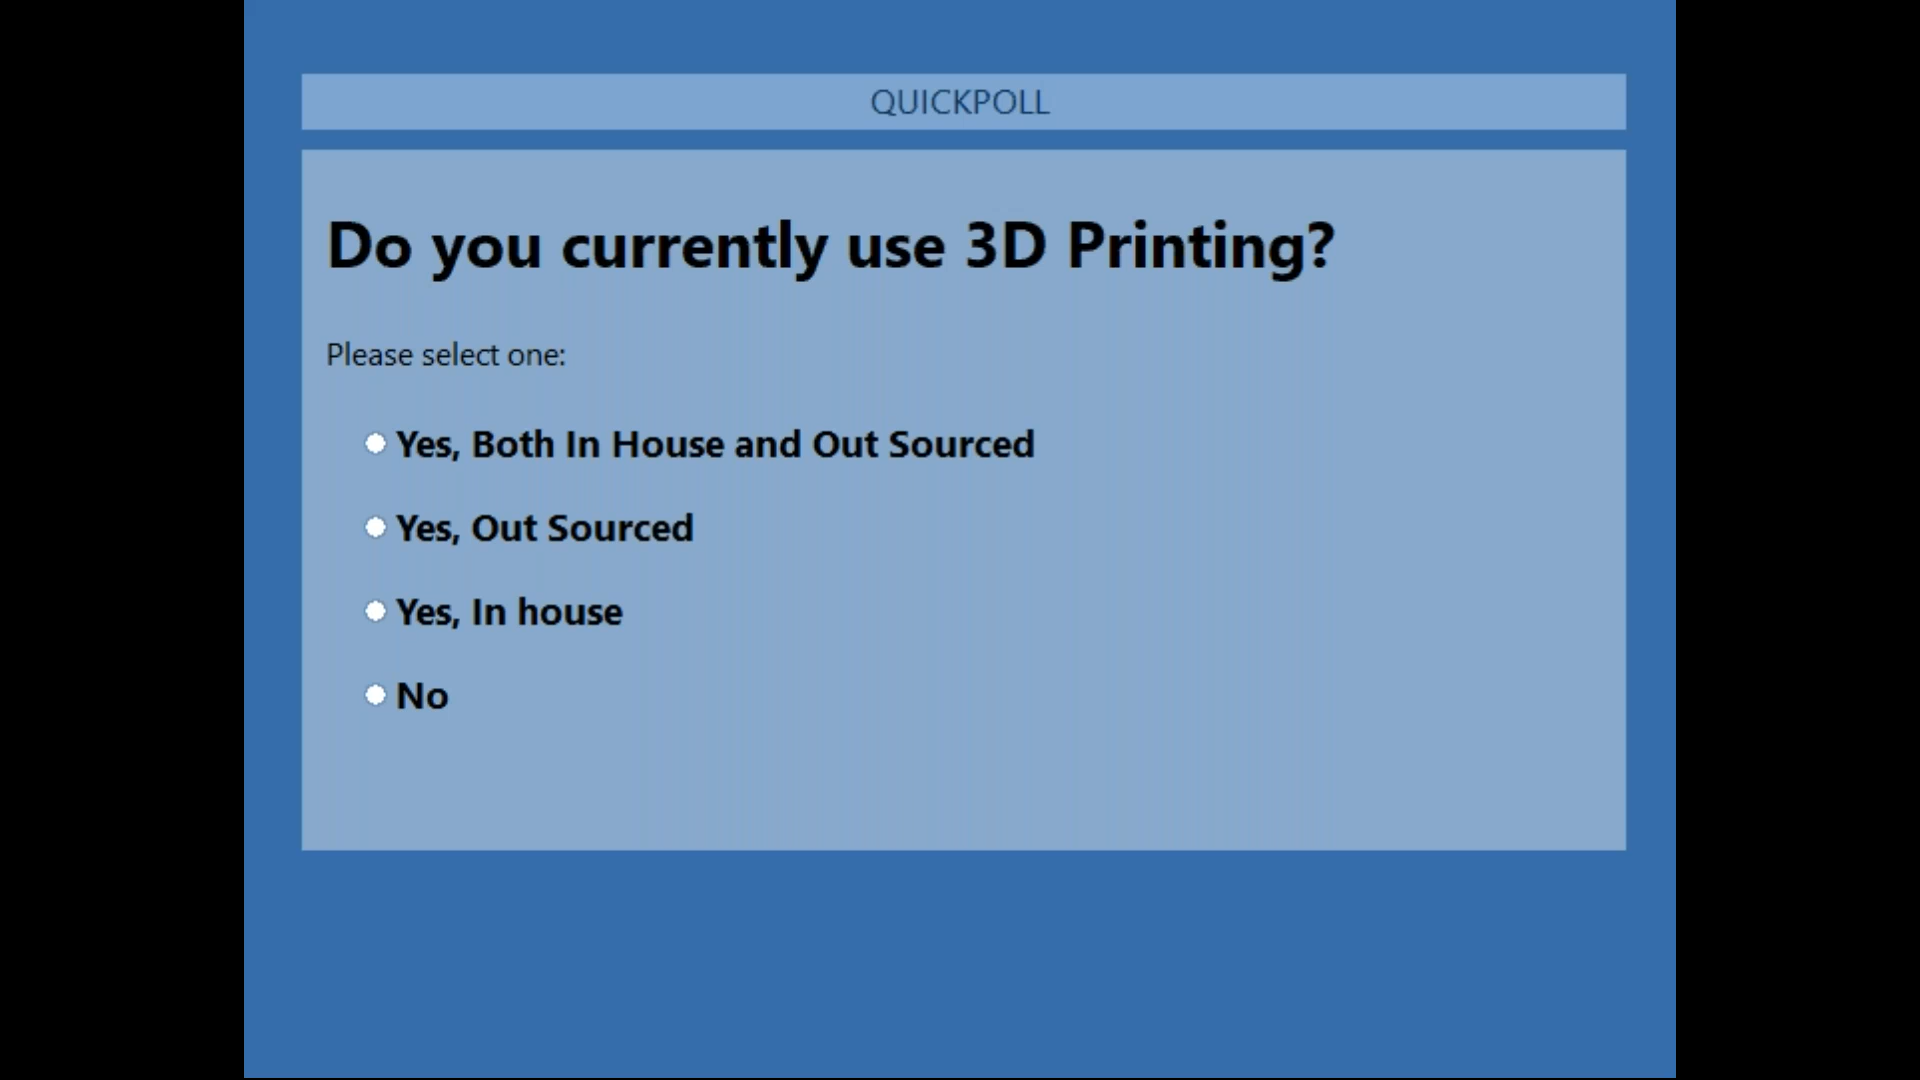 QUICKPOLL
Do you currently use 3D Printing?
Please select one:
Yes, Both In House and Out Sourced
Yes, Out Sourced
Yes, In house
No